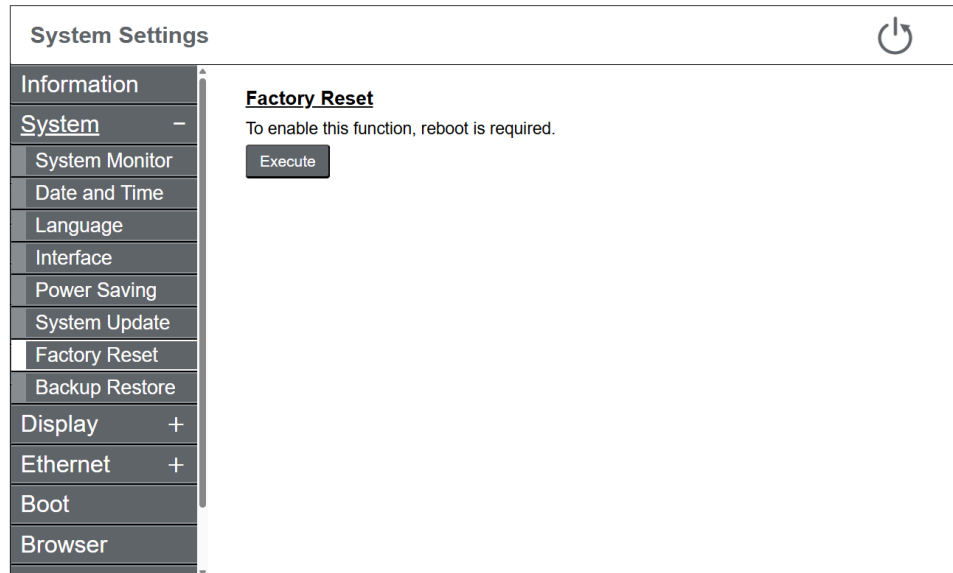 System Settings
Information
System −
System Monitor
Date and Time
Language
Interface
Power Saving
System Update
Factory Reset
Backup Restore
Display +
Ethernet +
Boot
Browser
Factory Reset
To enable this function, reboot is required.
Execute